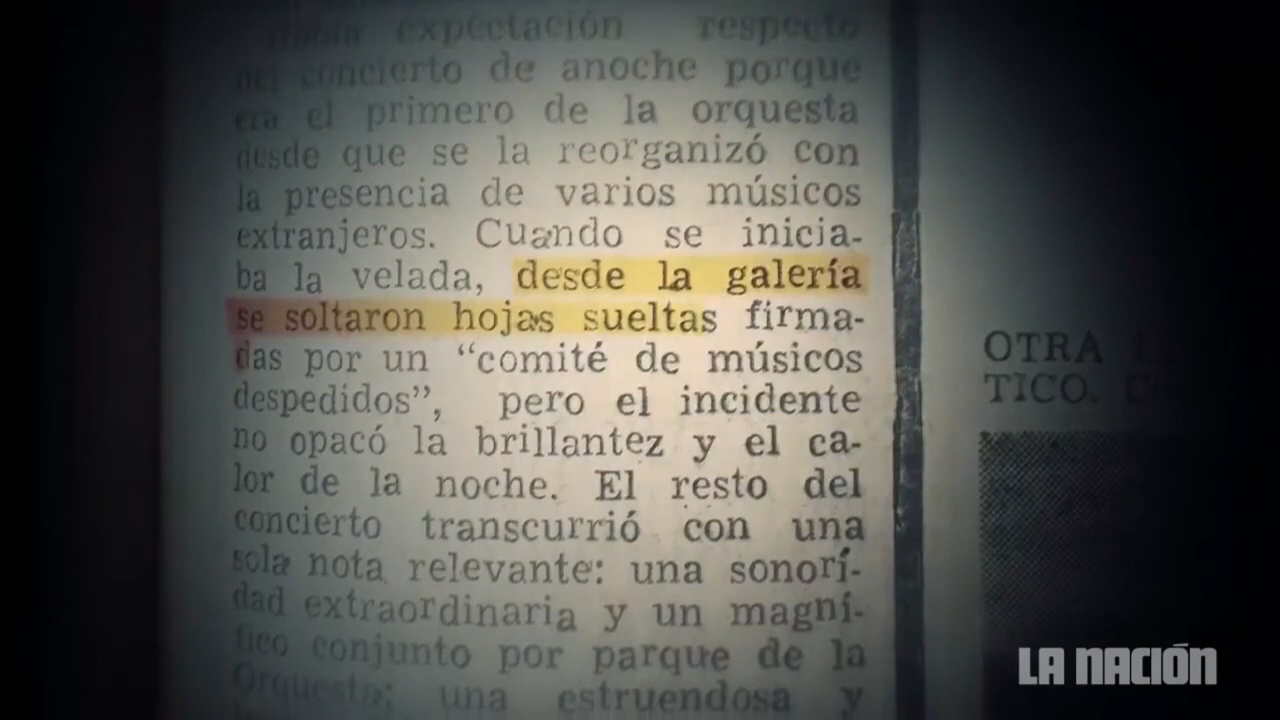 Había expectación respecto
del concierto de anoche porque
era el primero de la orquesta
desde que se la reorganizó con
la presencia de varios músicos
extranjeros. Cuando se inicia-
ba la velada, desde la galería
se soltaron hojas sueltas firma-
das por un “comité de músicos
despedidos”, pero el incidente
no opacó la brillantez y el ca-
lor de la noche. El resto del
concierto transcurrió con una
sola nota relevante: una sonorí-
dad extraordinaria y un magní-
fico conjunto por parque de la
Orquesta; una estruendosa y
OTRA
TICO.
LA NACIÓN